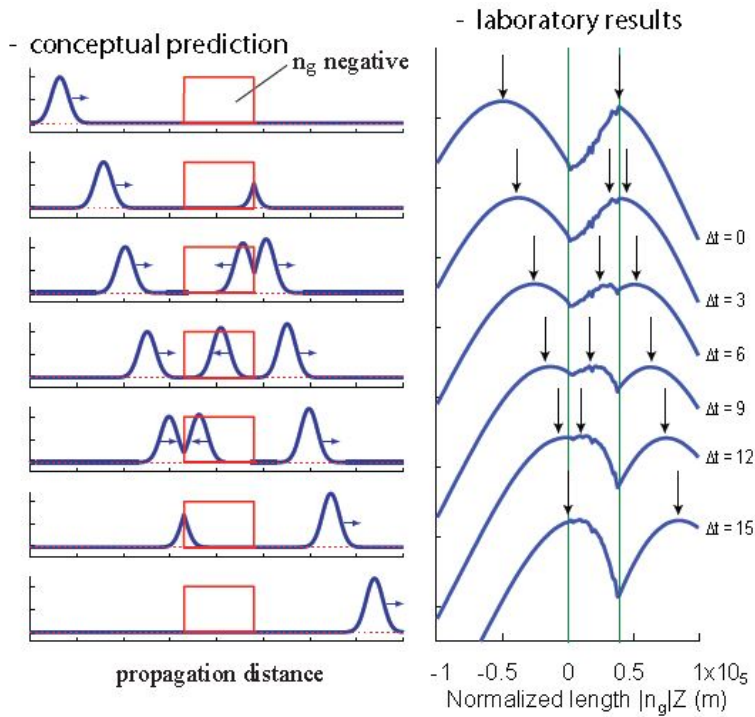 - conceptual prediction
n_g negative
propagation distance
- laboratory results
Δt = 0
Δt = 3
Δt = 6
Δt = 9
Δt = 12
Δt = 15
-1 -0.5 0 0.5 1x10₅
Normalized length |n_g|Z (m)